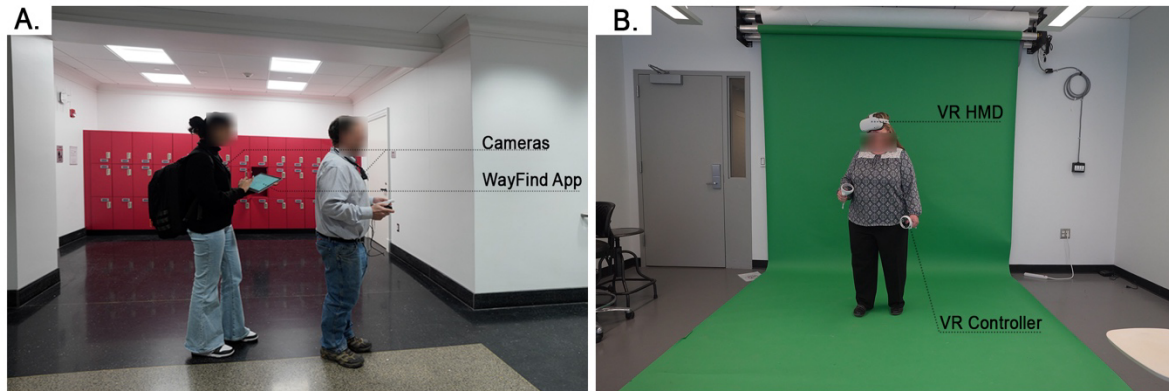 A.
Cameras
WayFind App
B.
VR HMD
VR Controller